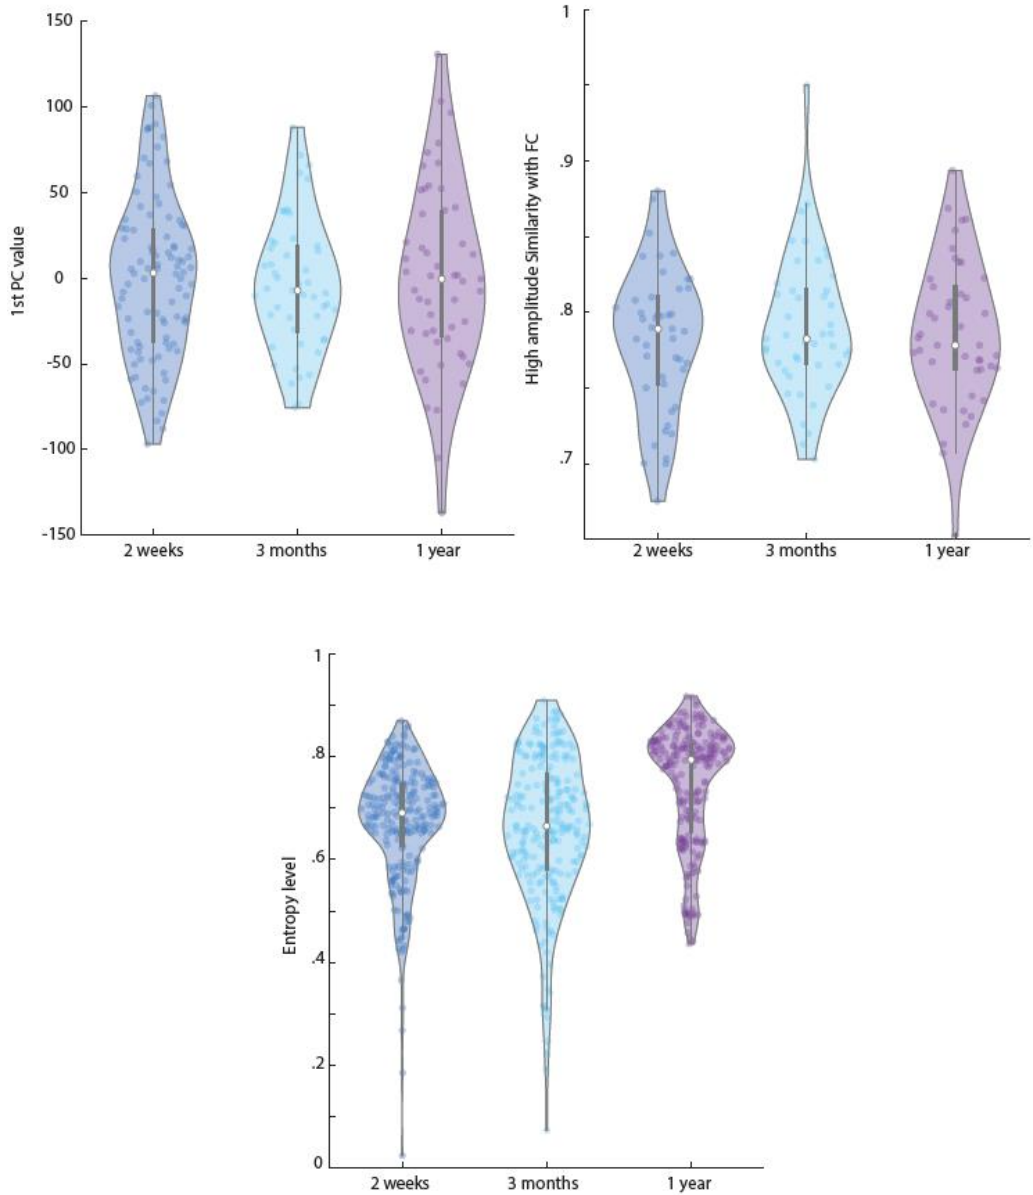 150
100
50
0
-50
-100
-150
1st PC value
2 weeks
3 months
1 year
1
.9
.8
.7
High amplitude Similarity with FC
2 weeks
3 months
1 year
1
.8
.6
.4
.2
0
Entropy level
2 weeks
3 months
1 year